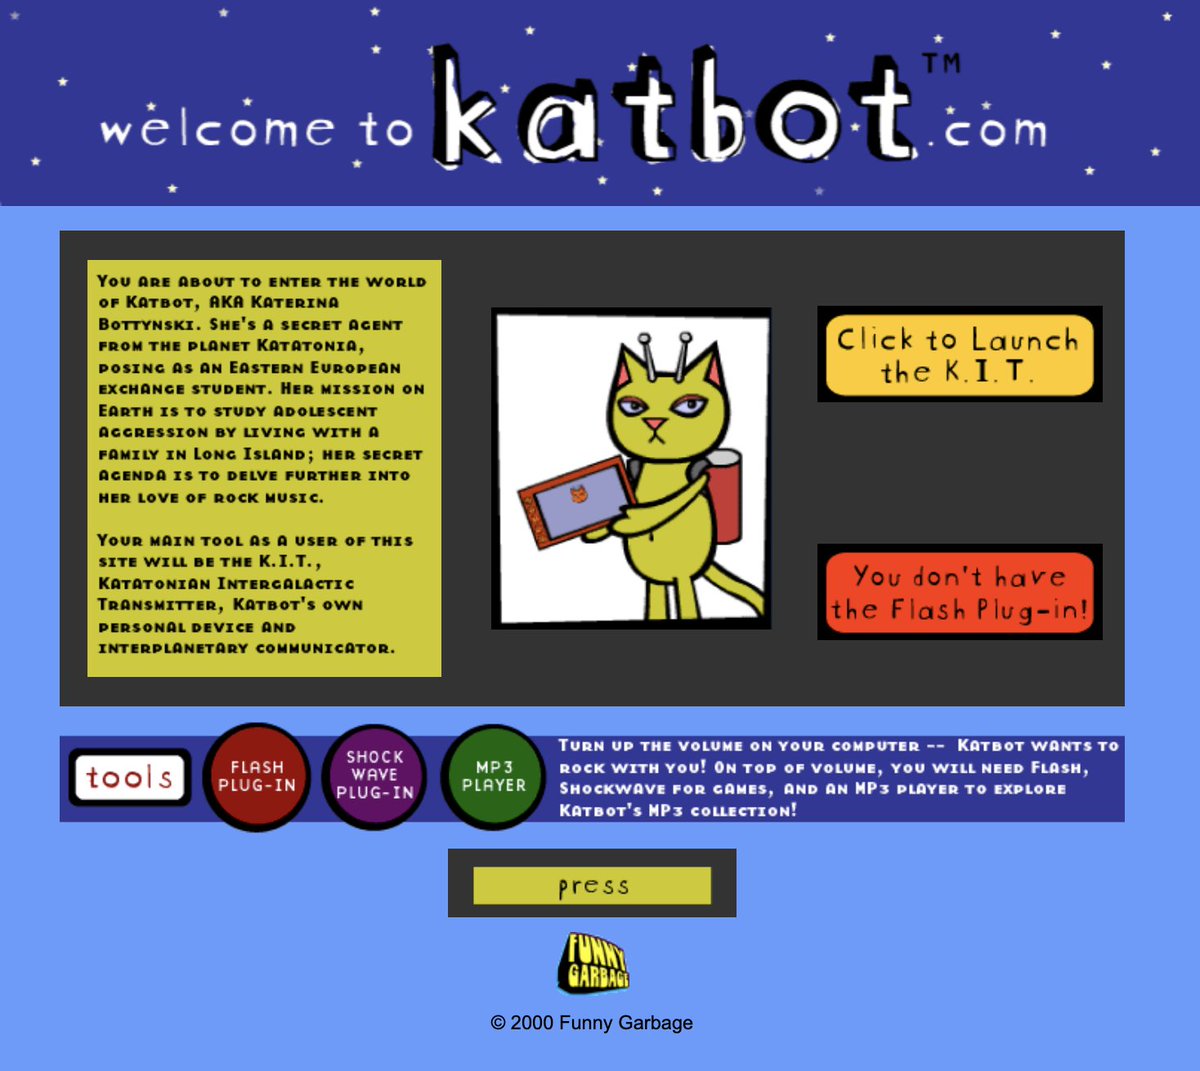 welcome to katbot™.com
You are about to enter the world
of Katbot, AKA Katerina
Bottynski. She's a secret agent
from the planet Katatonia,
posing as an Eastern European
exchange student. Her mission on
Earth is to study adolescent
aggression by living with a
family in Long Island; her secret
agenda is to delve further into
her love of rock music.
Your main tool as a user of this
site will be the K.I.T.,
Katatonian Intergalactic
Transmitter, Katbot's own
personal device and
interplanetary communicator.
Click to Launch
the K.I.T.
You don't have
the Flash Plug-in!
tools
FLASH
PLUG-IN
SHOCK
WAVE
PLUG-IN
MP3
PLAYER
Turn up the volume on your computer -- Katbot wants to
rock with you! On top of volume, you will need Flash,
Shockwave for games, and an MP3 player to explore
Katbot's MP3 collection!
press
FUNNY
GARBAGE
© 2000 Funny Garbage